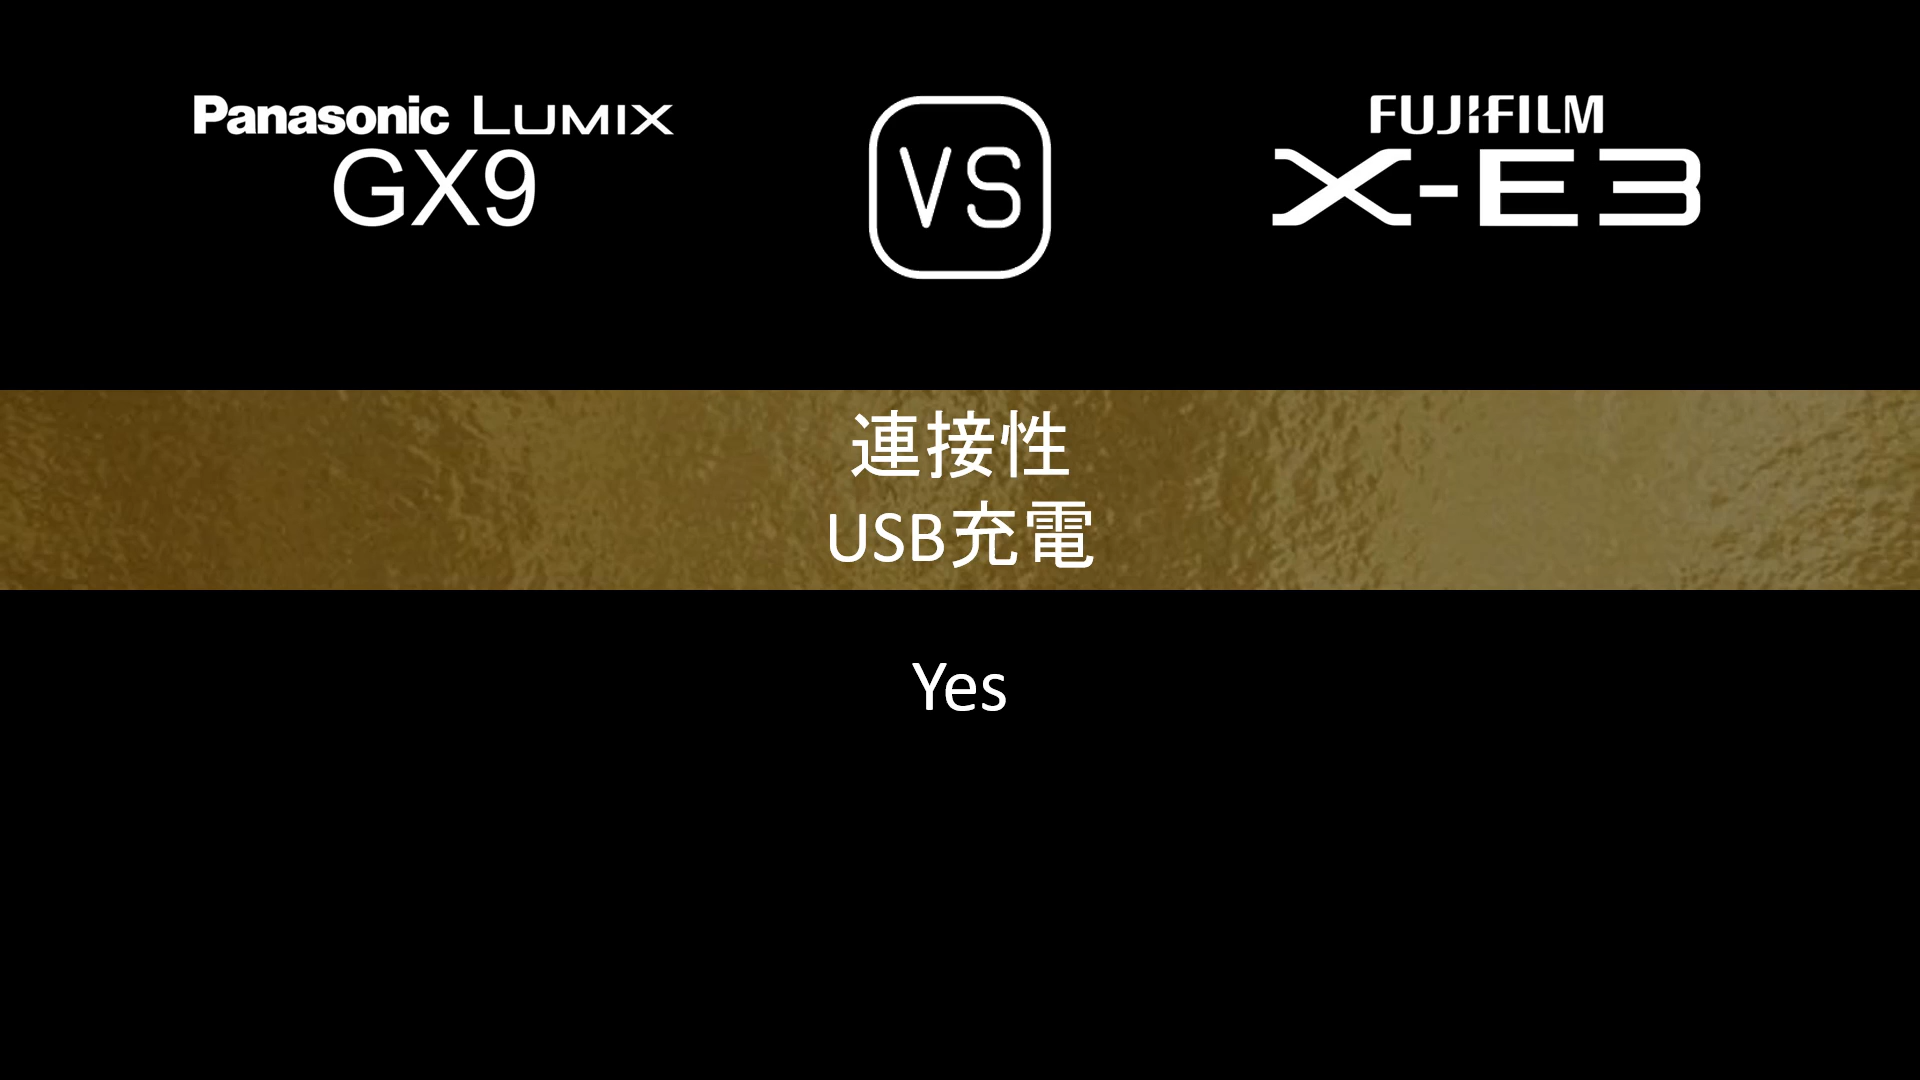 Panasonic LUMIX
GX9
VS
FUJIFILM
X-E3
連接性
USB充電
Yes